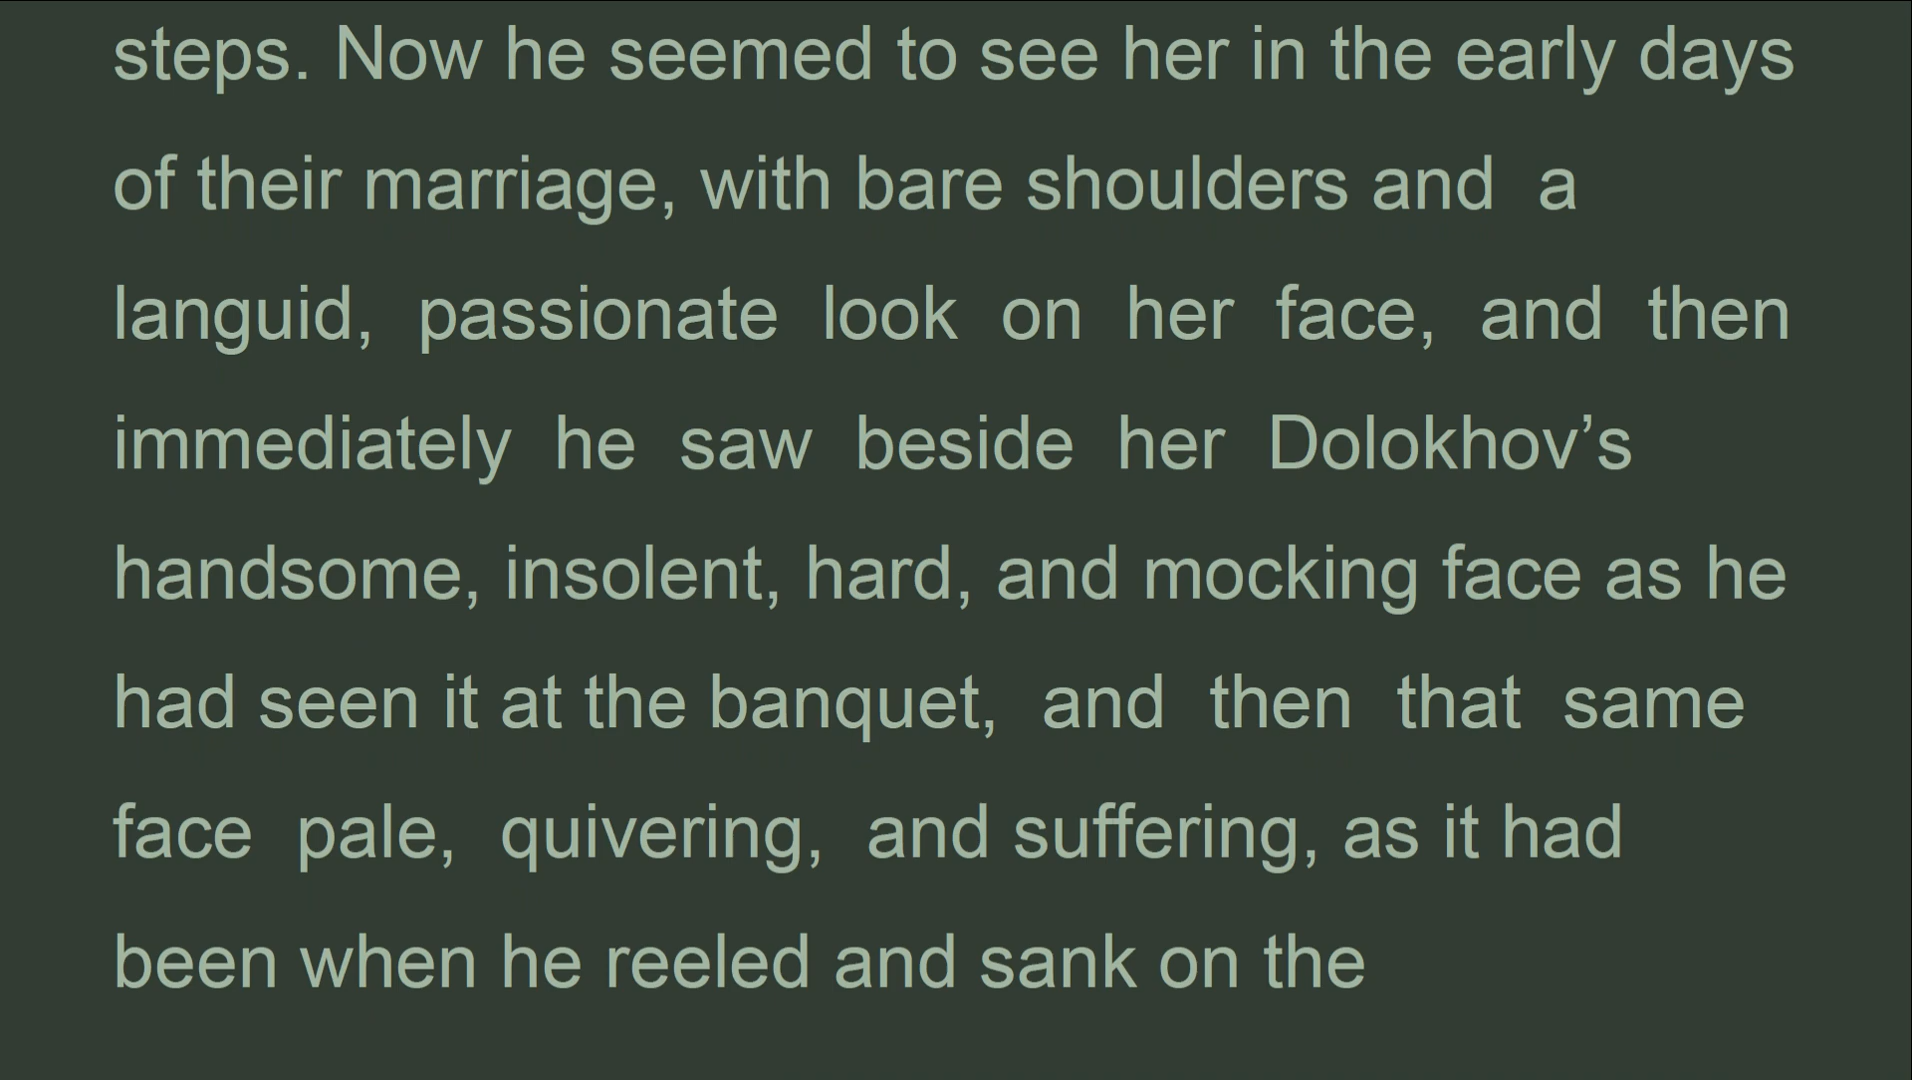 steps. Now he seemed to see her in the early days
of their marriage, with bare shoulders and a
languid, passionate look on her face, and then
immediately he saw beside her Dolokhov’s
handsome, insolent, hard, and mocking face as he
had seen it at the banquet, and then that same
face pale, quivering, and suffering, as it had
been when he reeled and sank on the